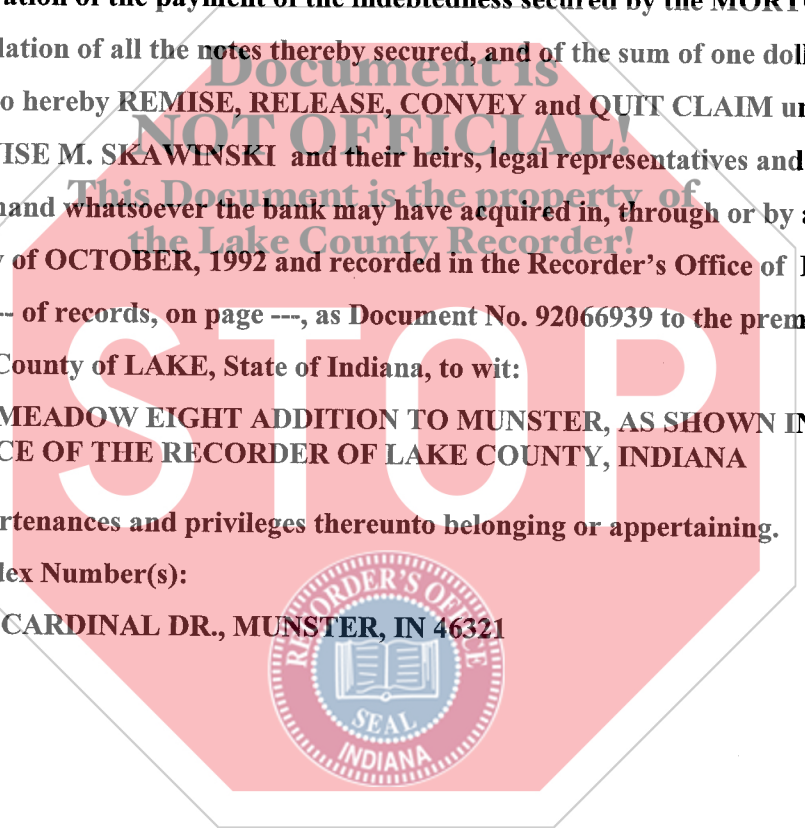 ation of the payment of the indebtedness secured by the MORT
lation of all the notes thereby secured, and of the sum of one doll
o hereby REMISE, RELEASE, CONVEY and QUIT CLAIM un
ISE M. SKAWINSKI and their heirs, legal representatives and
nand whatsoever the bank may have acquired in, through or by a
of OCTOBER, 1992 and recorded in the Recorder's Office of
-- of records, on page ---, as Document No. 92066939 to the prem
County of LAKE, State of Indiana, to wit:
MEADOW EIGHT ADDITION TO MUNSTER, AS SHOWN IN
CE OF THE RECORDER OF LAKE COUNTY, INDIANA
rtenances and privileges thereunto belonging or appertaining.
lex Number(s):
CARDINAL DR., MUNSTER, IN 46321
Document is
NOT OFFICIAL!
This Document is the property of
the Lake County Recorder!
STOP
RECORDER'S OFFICE
SEAL
INDIANA